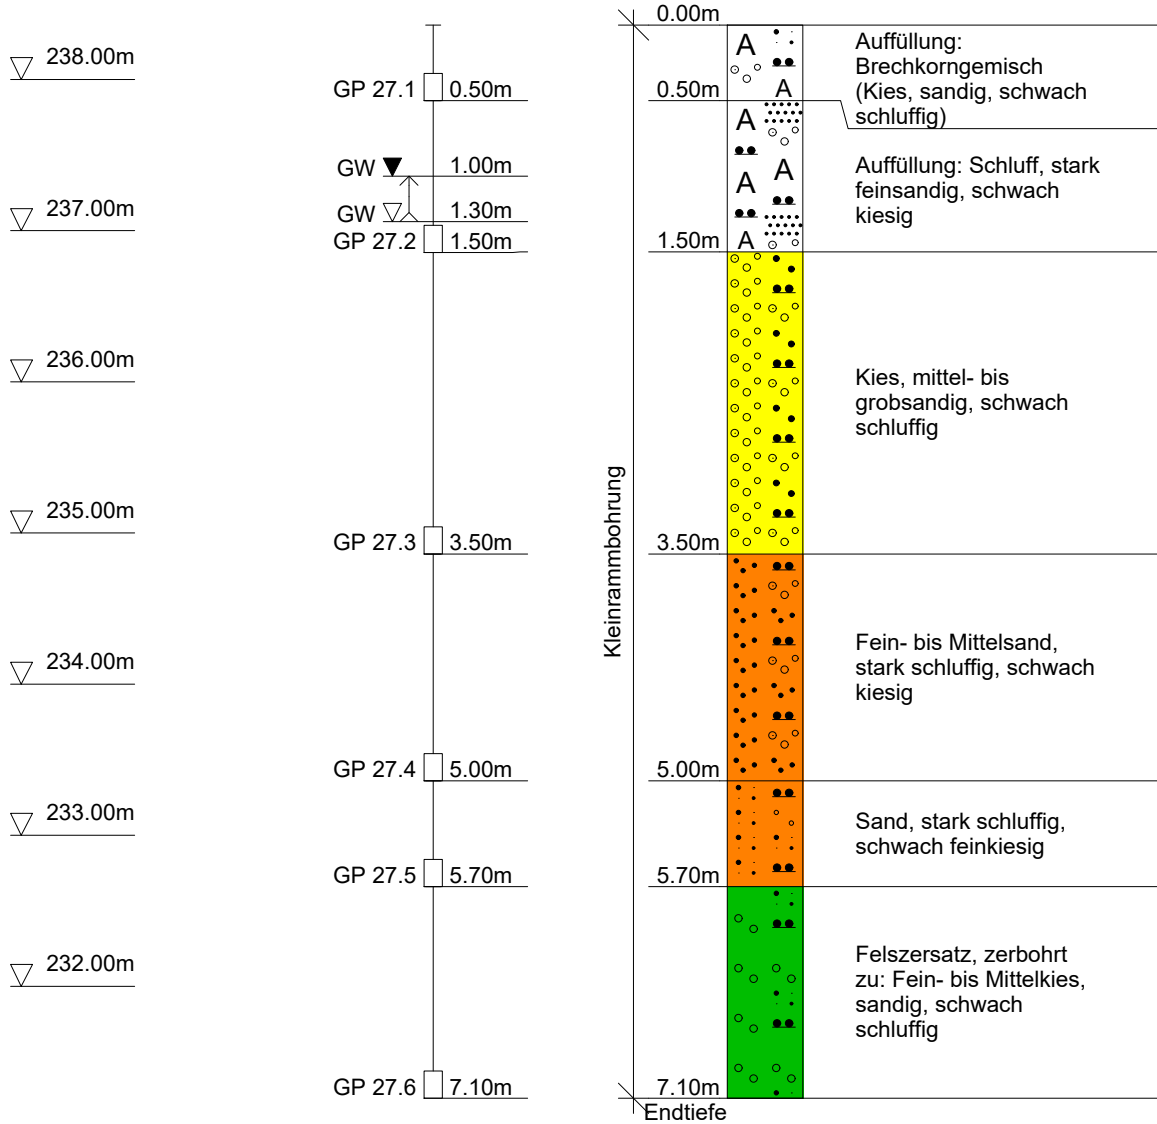 238.00m
237.00m
236.00m
235.00m
234.00m
233.00m
232.00m
GP 27.1 0.50m
GW 1.00m
GW 1.30m
GP 27.2 1.50m
GP 27.3 3.50m
GP 27.4 5.00m
GP 27.5 5.70m
GP 27.6 7.10m
Kleinrammbohrung
0.00m
0.50m
1.50m
3.50m
5.00m
5.70m
7.10m
Endtiefe
A
A
A
A
A
A
Auffüllung:
Brechkorngemisch
(Kies, sandig, schwach
schluffig)
Auffüllung: Schluff, stark
feinsandig, schwach
kiesig
Kies, mittel- bis
grobsandig, schwach
schluffig
Fein- bis Mittelsand,
stark schluffig, schwach
kiesig
Sand, stark schluffig,
schwach feinkiesig
Felszersatz, zerbohrt
zu: Fein- bis Mittelkies,
sandig, schwach
schluffig